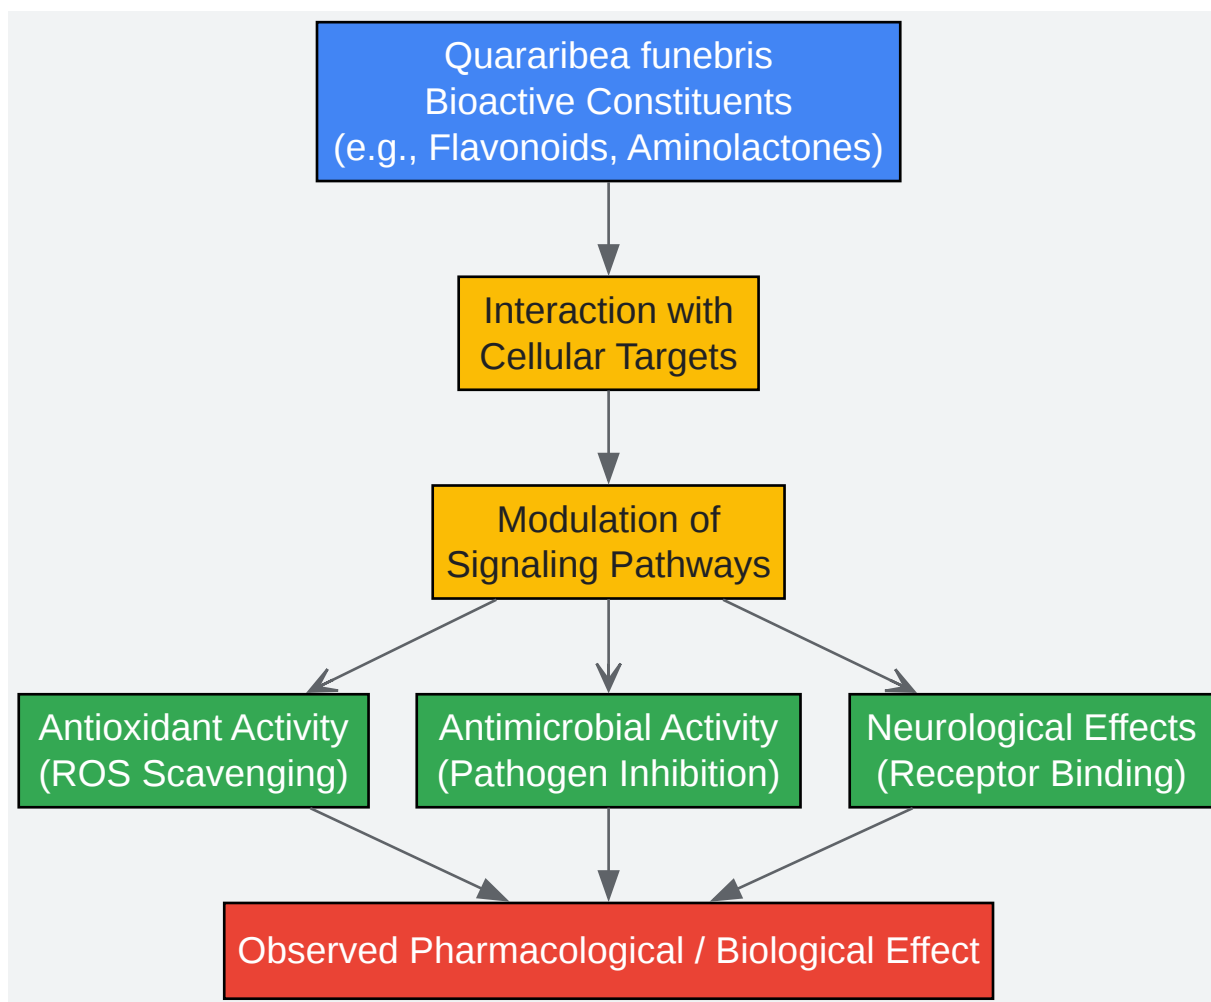 Quararibea funebris
Bioactive Constituents
(e.g., Flavonoids, Aminolactones)
Interaction with
Cellular Targets
Modulation of
Signaling Pathways
Antioxidant Activity
(ROS Scavenging)
Antimicrobial Activity
(Pathogen Inhibition)
Neurological Effects
(Receptor Binding)
Observed Pharmacological / Biological Effect